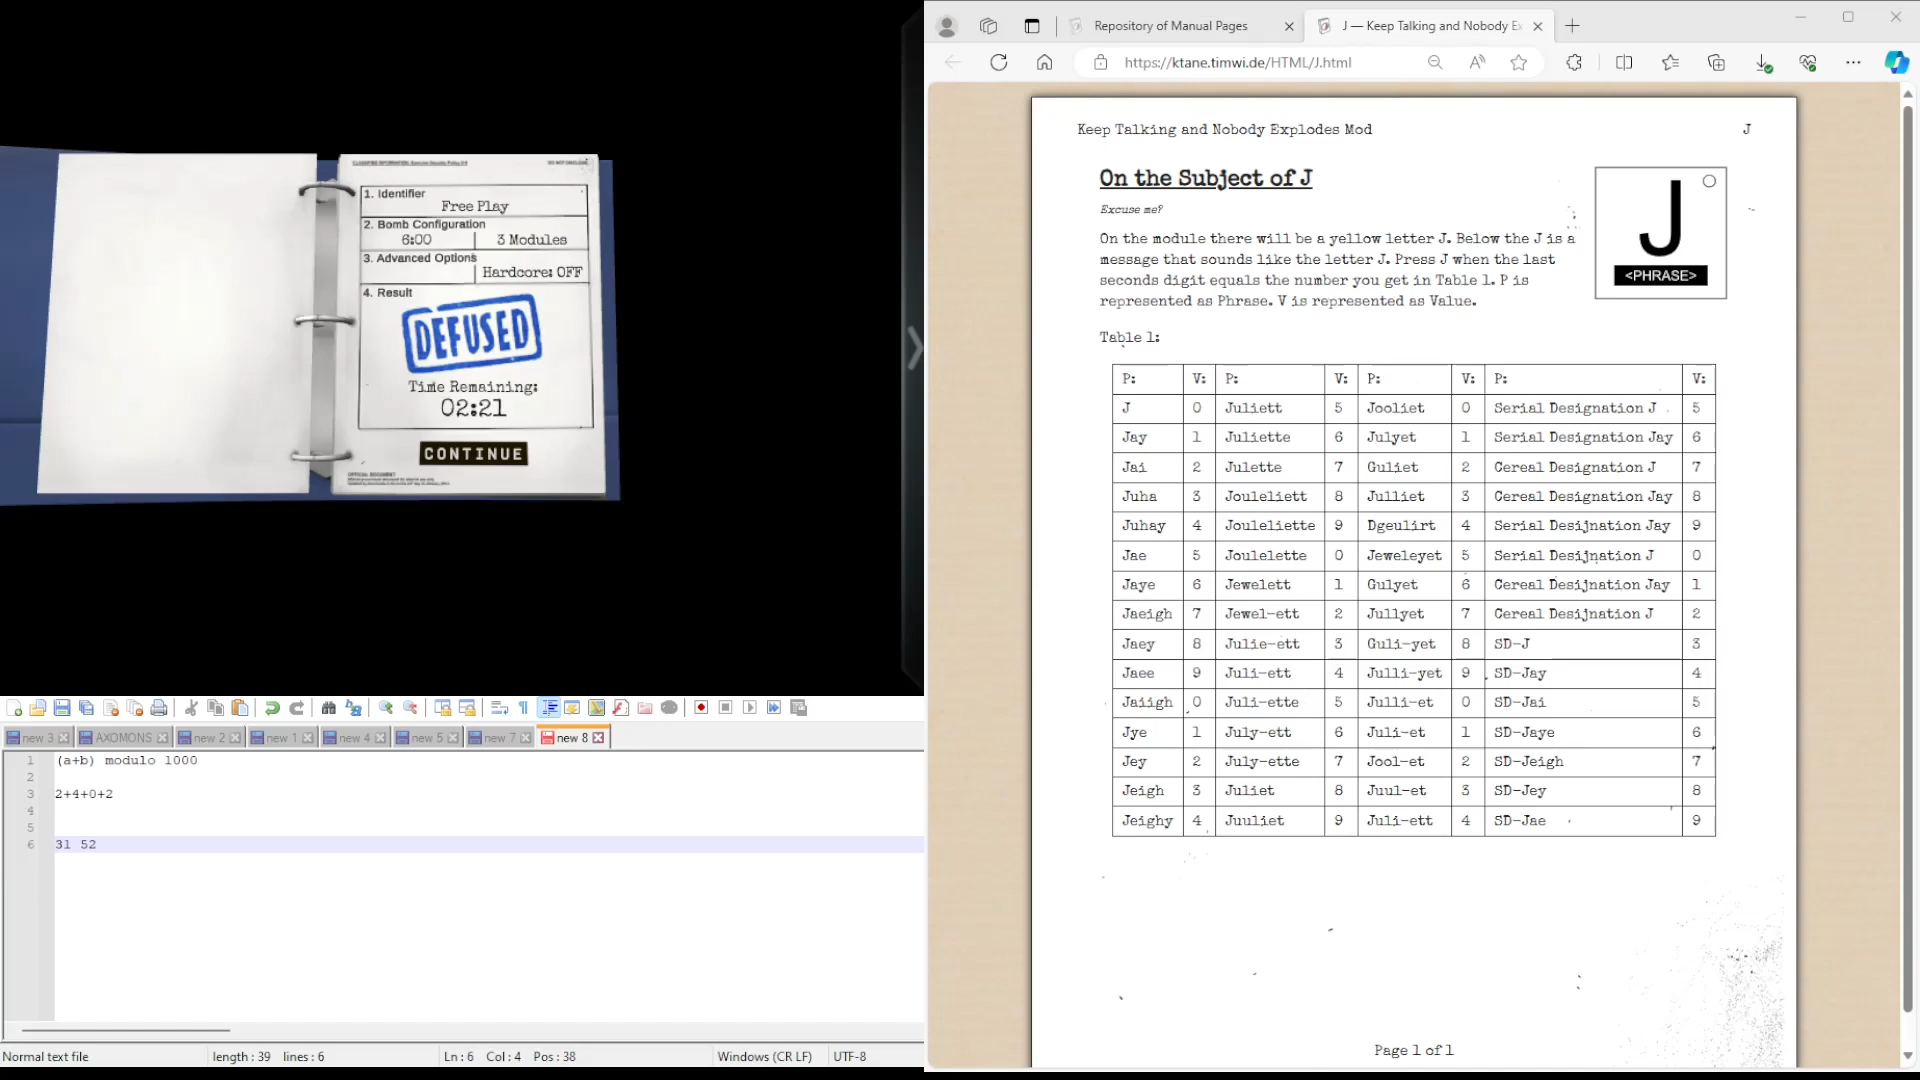 1. Identifier
Free Play
2. Bomb Configuration
6:00 3 Modules
3. Advanced Options
Hardcore: OFF
4. Result
DEFUSED
Time Remaining:
02:21
CONTINUE
new 3 AXOMONS new 2 new 1 new 4 new 5 new 7 new 8
1 (a+b) modulo 1000
2
3 2+4+0+2
4
5
6 31 52
Normal text file length : 39 lines : 6 Ln : 6 Col : 4 Pos : 38 Windows (CR LF) UTF-8
Repository of Manual Pages J — Keep Talking and Nobody Ex
https://ktane.timwi.de/HTML/J.html
Keep Talking and Nobody Explodes Mod J
On the Subject of J
Excuse me?
On the module there will be a yellow letter J. Below the J is a
message that sounds like the letter J. Press J when the last
seconds digit equals the number you get in Table 1. P is
represented as Phrase. V is represented as Value.
J
<PHRASE>
Table 1:
P: V: P: V: P: V: P: V:
J 0 Juliett 5 Jooliet 0 Serial Designation J 5
Jay 1 Juliette 6 Julyet 1 Serial Designation Jay 6
Jai 2 Julette 7 Guliet 2 Cereal Designation J 7
Juha 3 Jouleliett 8 Julliet 3 Cereal Designation Jay 8
Juhay 4 Jouleliette 9 Dgeulirt 4 Serial Desijnation Jay 9
Jae 5 Joulelette 0 Jeweleyet 5 Serial Desijnation J 0
Jaye 6 Jewelett 1 Gulyet 6 Cereal Desijnation Jay 1
Jaeigh 7 Jewel-ett 2 Jullyet 7 Cereal Desijnation J 2
Jaey 8 Julie-ett 3 Guli-yet 8 SD-J 3
Jaee 9 Juli-ett 4 Julli-yet 9 SD-Jay 4
Jaiigh 0 Juli-ette 5 Julli-et 0 SD-Jai 5
Jye 1 July-ett 6 Juli-et 1 SD-Jaye 6
Jey 2 July-ette 7 Jool-et 2 SD-Jeigh 7
Jeigh 3 Juliet 8 Juul-et 3 SD-Jey 8
Jeighy 4 Juuliet 9 Juli-ett 4 SD-Jae 9
Page 1 of 1